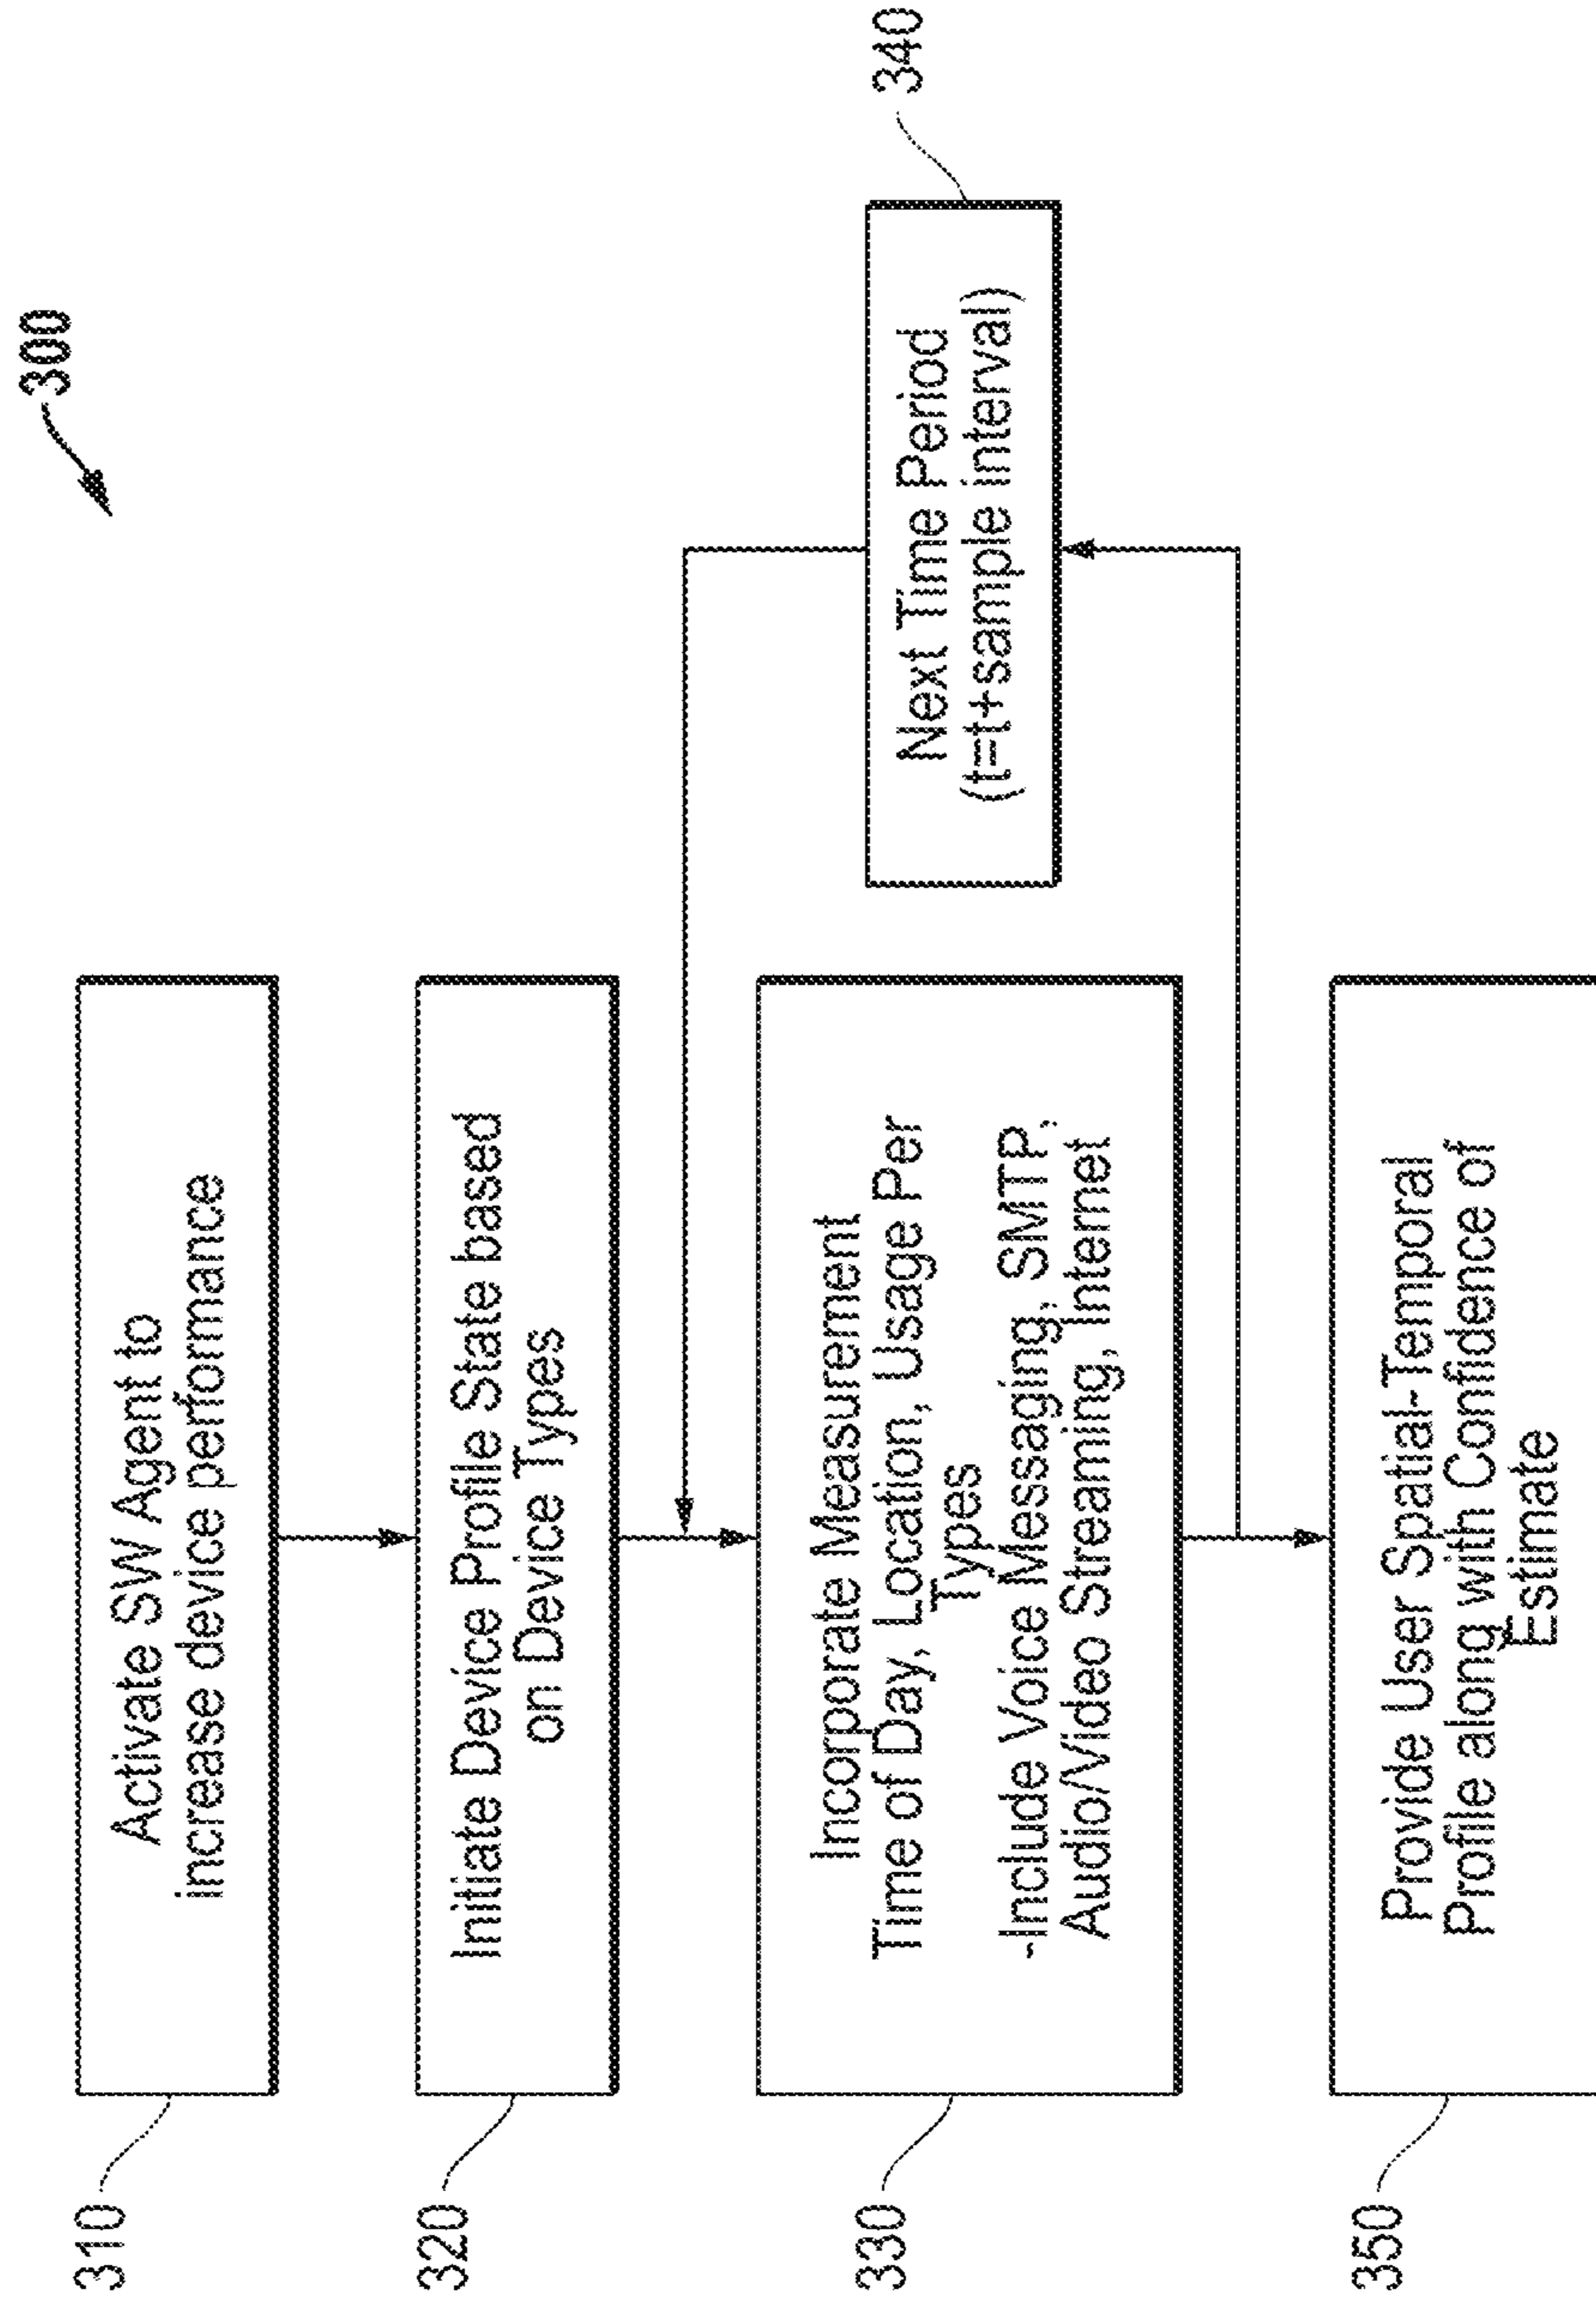 300
310
Activate SW Agent to
increase device performance
320
Initiate Device Profile State based
on Device Types
330
Incorporate Measurement
Time of Day, Location, Usage Per
Types
-Include Voice Messaging, SMTP,
Audio/Video Streaming, Internet
340
Next Time Period
(t=t+sample interval)
350
Provide User Spatial-Temporal
Profile along with Confidence of
Estimate